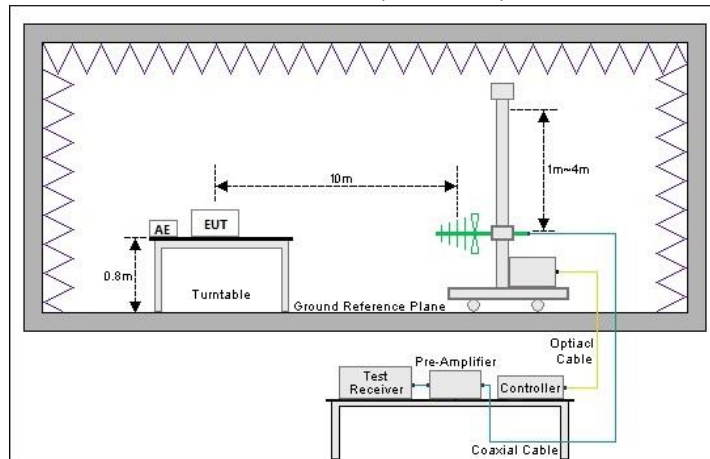 10m
1m~4m
AE
EUT
0.8m
Turntable
Ground Reference Plane
Optiacl
Cable
Pre-Amplifier
Test
Receiver
Controller
Coaxial Cable